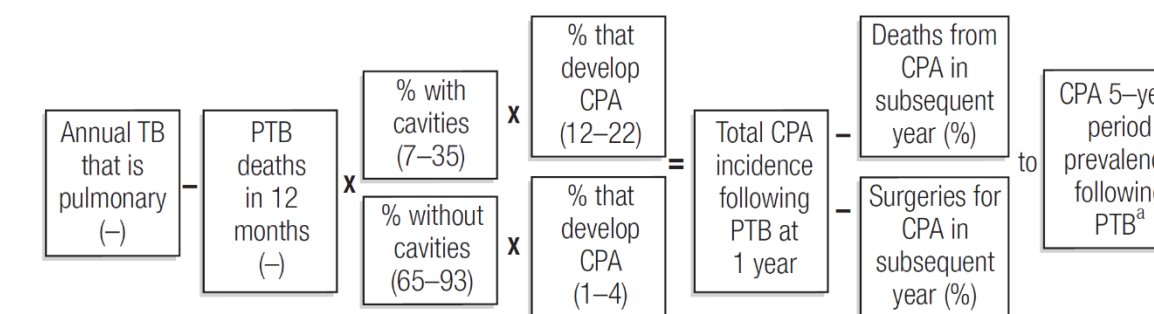 Annual TB
that is
pulmonary
(–)
–
PTB
deaths
in 12
months
(–)
x
% with
cavities
(7–35)
% without
cavities
(65–93)
x
x
% that
develop
CPA
(12–22)
% that
develop
CPA
(1–4)
=
Total CPA
incidence
following
PTB at
1 year
–
–
Deaths from
CPA in
subsequent
year (%)
Surgeries for
CPA in
subsequent
year (%)
to
CPA 5–ye
period
prevalenc
following
PTBᵃ